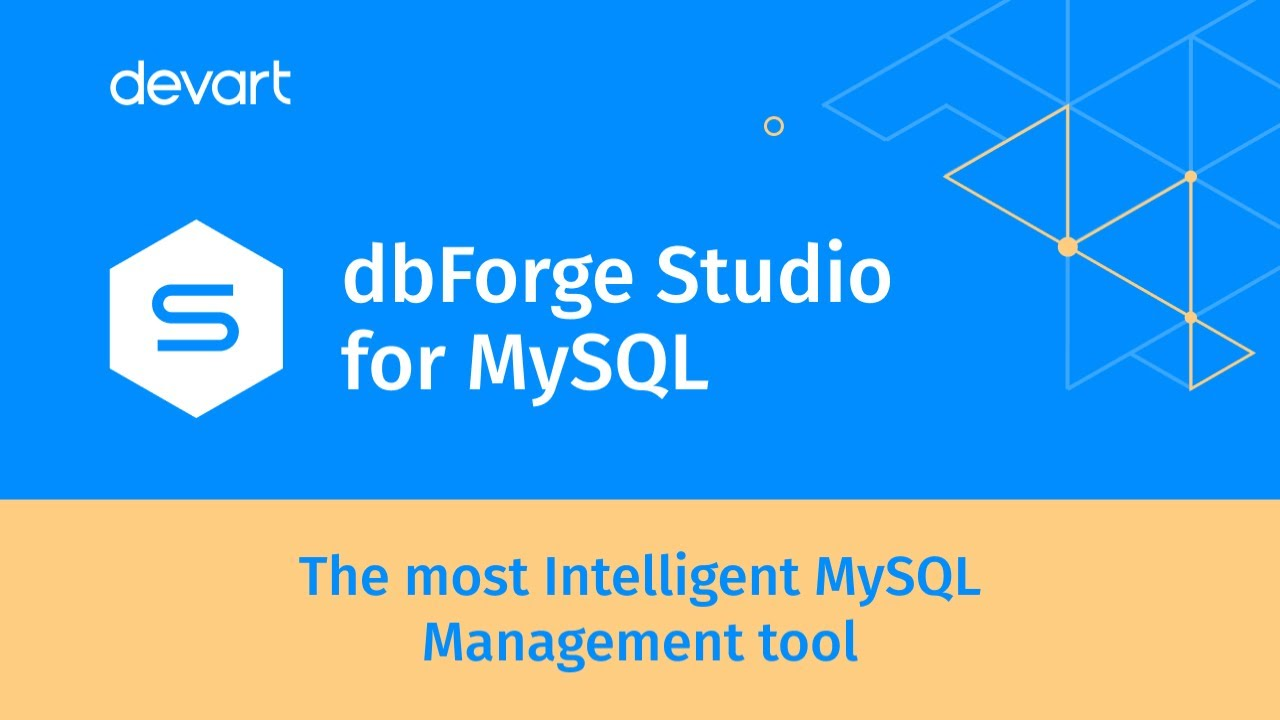 devart
dbForge Studio
for MySQL
The most Intelligent MySQL
Management tool